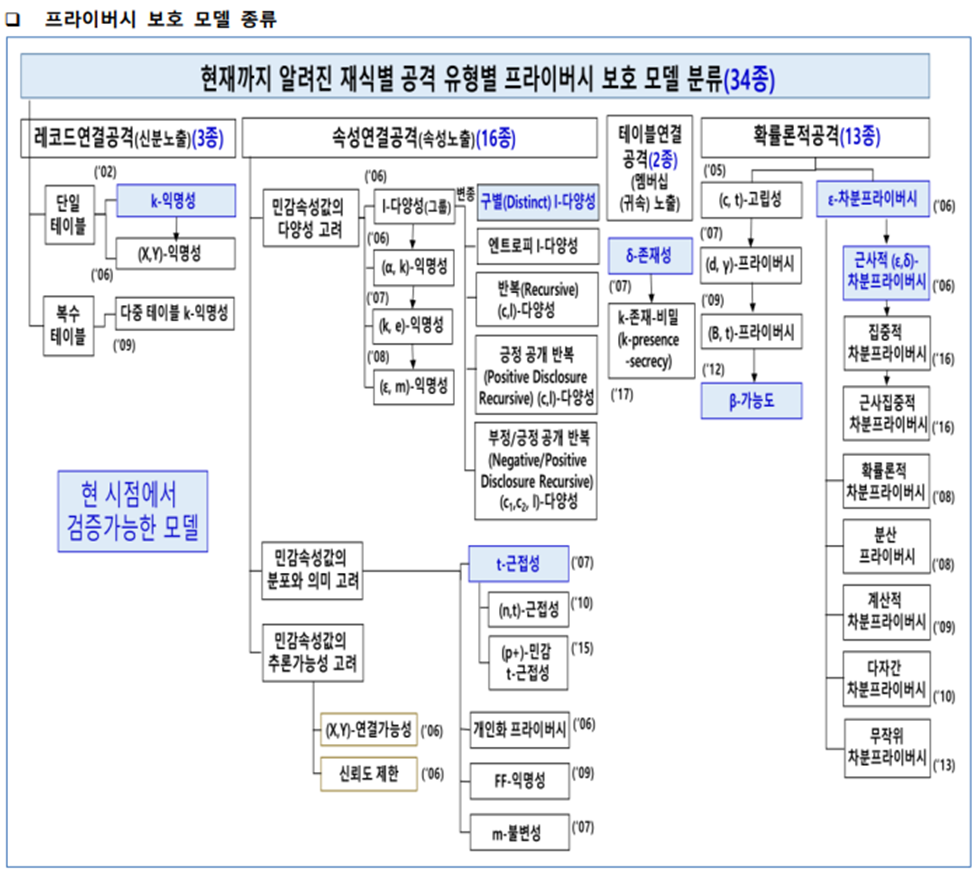 ❑ 프라이버시 보호 모델 종류
현재까지 알려진 재식별 공격 유형별 프라이버시 보호 모델 분류(34종)
레코드연결공격(신분노출)(3종)
('02)
단일
테이블
k-익명성
(X,Y)-익명성
('06)
복수
테이블
다중 테이블 k-익명성
('09)
현 시점에서
검증가능한 모델
속성연결공격(속성노출)(16종)
민감속성값의
다양성 고려
('06)
l-다양성(그룹)
('06)
(α, k)-익명성
('07)
(k, e)-익명성
('08)
(ε, m)-익명성
변종
구별(Distinct) l-다양성
엔트로피 l-다양성
반복(Recursive)
(c,l)-다양성
긍정 공개 반복
(Positive Disclosure
Recursive) (c,l)-다양성
부정/긍정 공개 반복
(Negative/Positive
Disclosure Recursive)
(c₁,c₂, l)-다양성
민감속성값의
분포와 의미 고려
t-근접성
('07)
(n,t)-근접성
('10)
(p+)-민감
t-근접성
('15)
개인화 프라이버시
('06)
FF-익명성
('09)
m-불변성
('07)
민감속성값의
추론가능성 고려
(X,Y)-연결가능성
('06)
신뢰도 제한
('06)
테이블연결
공격(2종)
(멤버십
(귀속) 노출)
δ-존재성
('07)
k-존재-비밀
(k-presence
-secrecy)
('17)
확률론적공격(13종)
('05)
(c, t)-고립성
('07)
(d, γ)-프라이버시
('09)
(B, t)-프라이버시
('12)
β-가능도
ε-차분프라이버시
('06)
근사적 (ε,δ)-
차분프라이버시
('06)
집중적
차분프라이버시
('16)
근사집중적
차분프라이버시
('16)
확률론적
차분프라이버시
('08)
분산
프라이버시
('08)
계산적
차분프라이버시
('09)
다자간
차분프라이버시
('10)
무작위
차분프라이버시
('13)